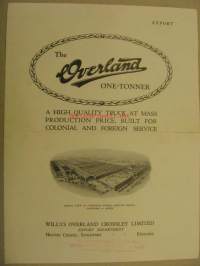 EXPORT
The
Overland
ONE-TONNER
A HIGH QUALITY TRUCK AT MASS
PRODUCTION PRICE, BUILT FOR
COLONIAL AND FOREIGN SERVICE
WILLYS OVERLAND CROSSLEY LIMITED
EXPORT DEPARTMENT
HEATON CHAPEL, STOCKPORT ENGLAND